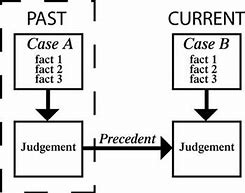 PAST
Case A
fact 1
fact 2
fact 3
Judgement
Precedent
CURRENT
Case B
fact 1
fact 2
fact 3
Judgement